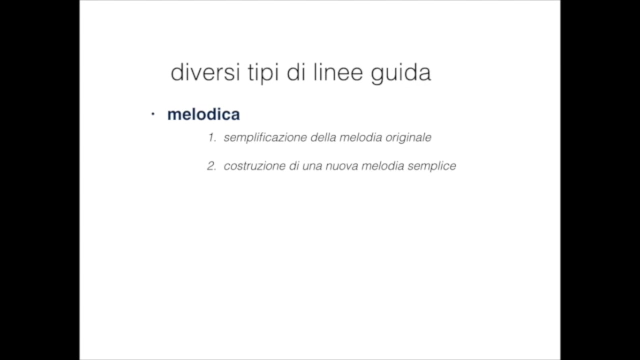 diversi tipi di linee guida
• melodica
1. semplificazione della melodia originale
2. costruzione di una nuova melodia semplice